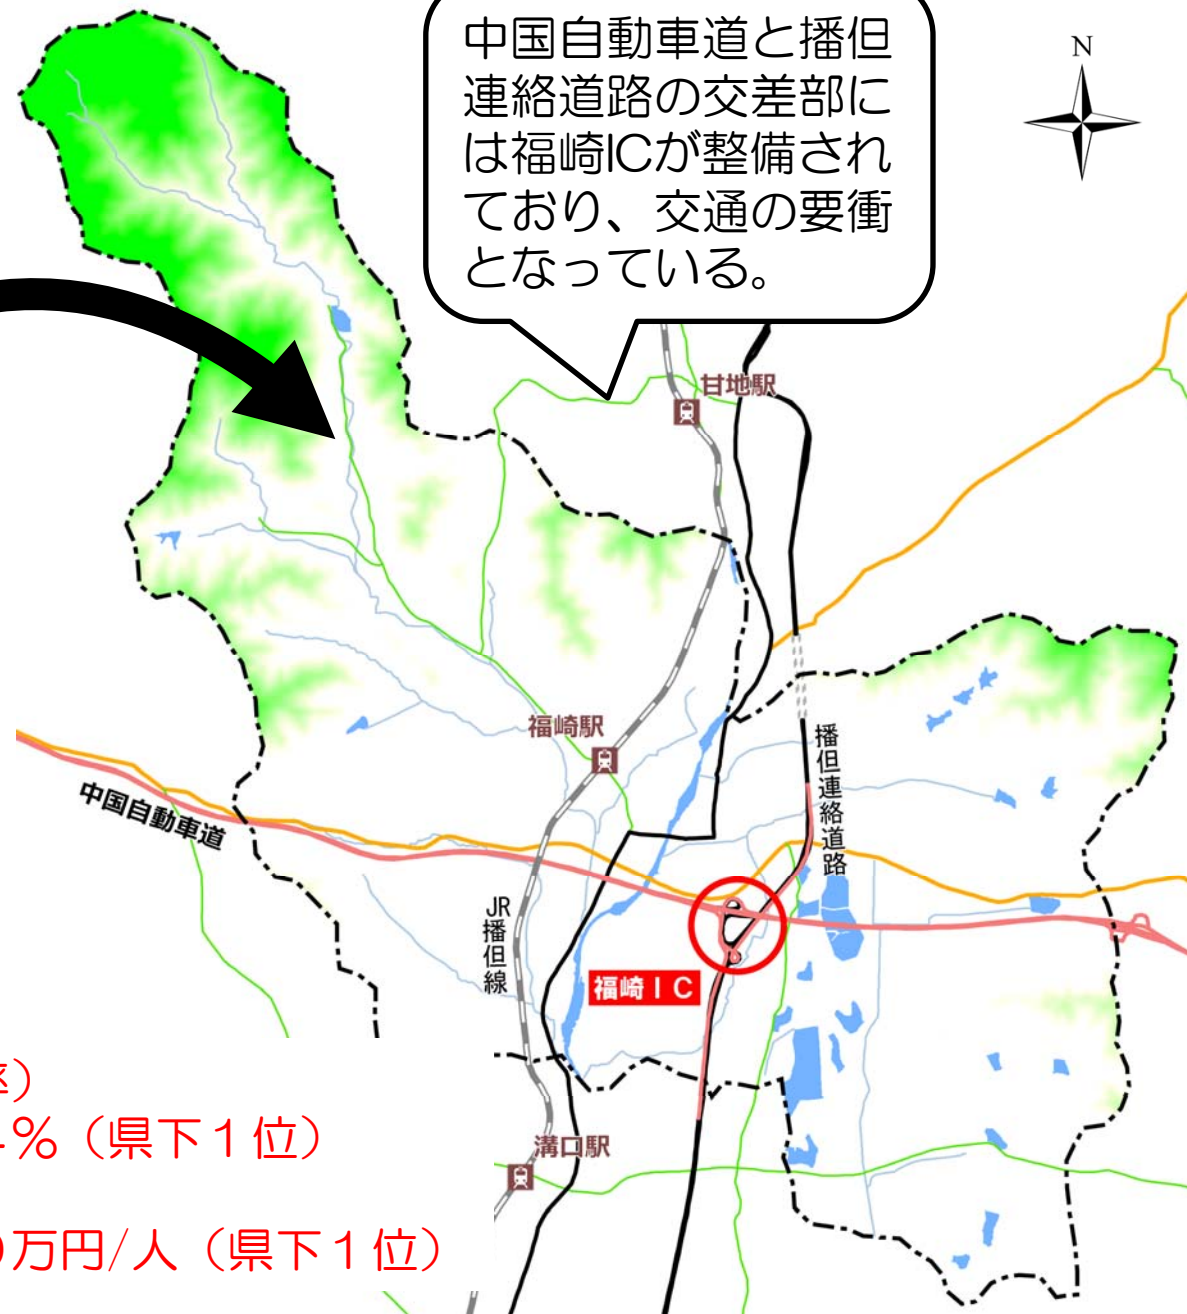 中国自動車道と播但
連絡道路の交差部に
は福崎ICが整備され
ており、交通の要衝
となっている。
N
甘地駅
福崎駅
播但連絡道路
中国自動車道
JR播但線
福崎IC
％（県下１位）
溝口駅
万円/人（県下１位）